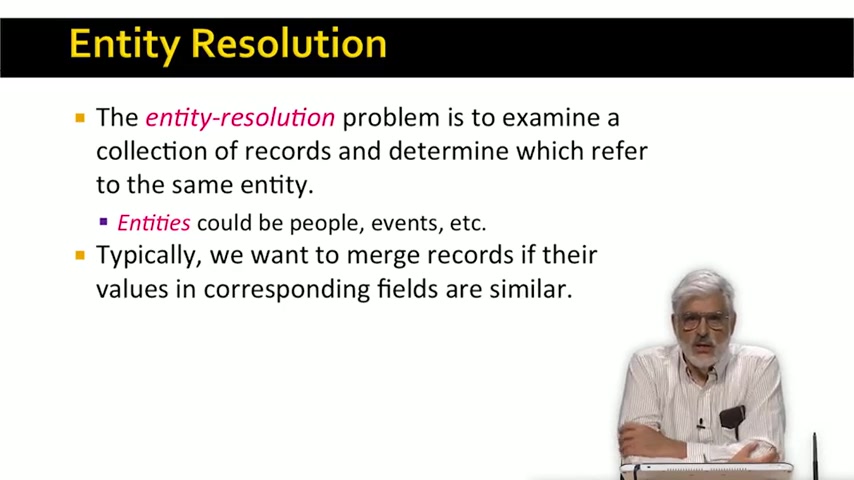 Entity Resolution
The entity-resolution problem is to examine a
collection of records and determine which refer
to the same entity.
Entities could be people, events, etc.
Typically, we want to merge records if their
values in corresponding fields are similar.